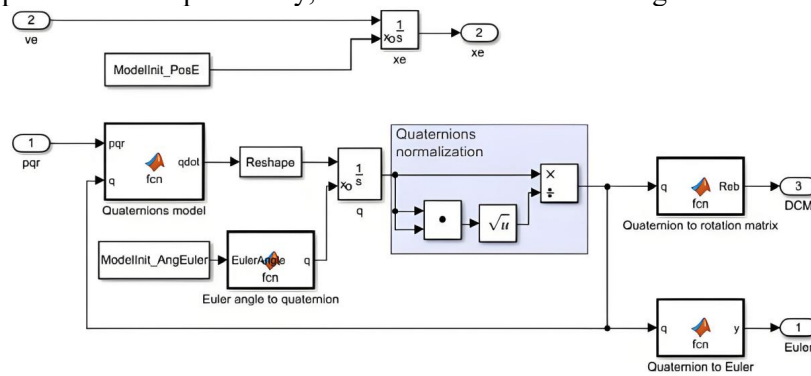 2
ve
xo
1
s
xe
2
xe
ModelInit_PosE
1
pqr
pqr
q
fcn
qdot
Quaternions model
Reshape
xo
1
s
q
Quaternions
normalization
×
÷
√u
ModelInit_AngEuler
EulerAngle
q
fcn
Euler angle to quaternion
q
Reb
fcn
Quaternion to rotation matrix
3
DCM
q
y
fcn
Quaternion to Euler
1
Euler